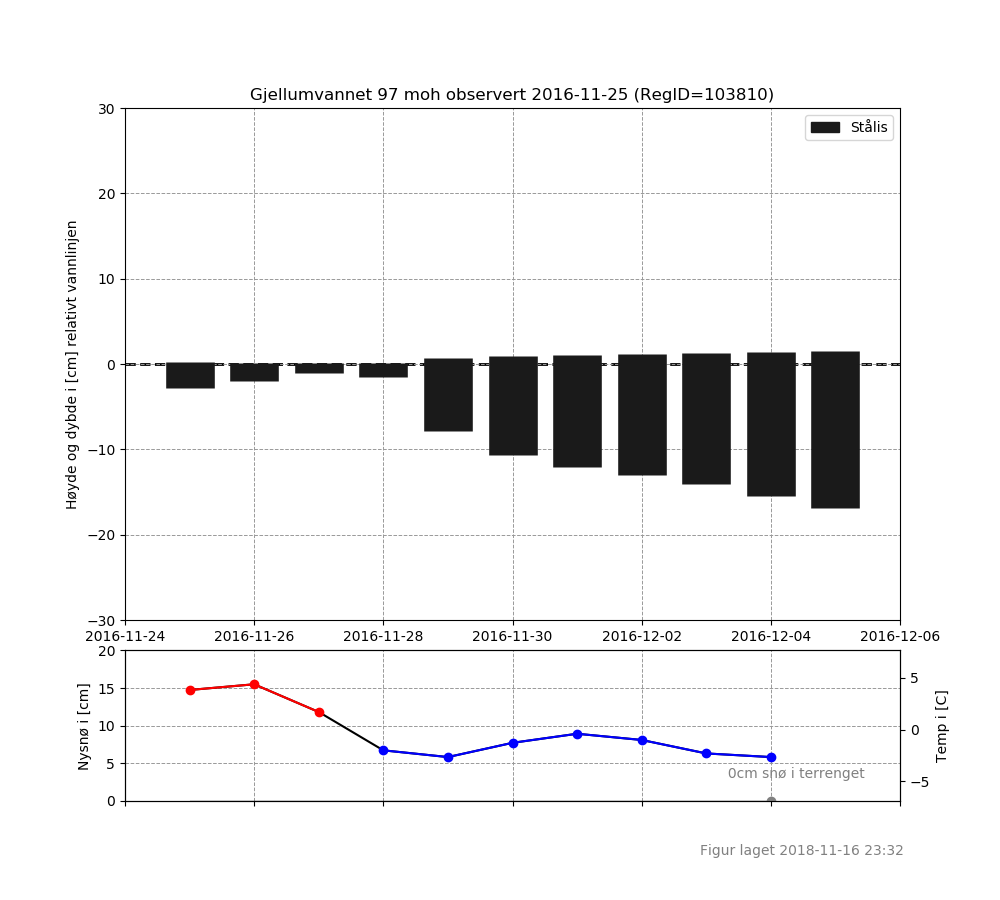 Gjellumvannet 97 moh observert 2016-11-25 (RegID=103810)
Stålis
Høyde og dybde i [cm] relativt vannlinjen
30
20
10
0
−10
−20
−30
2016-11-24 2016-11-26 2016-11-28 2016-11-30 2016-12-02 2016-12-04 2016-12-06
Nysnø i [cm]
20
15
10
5
0
5
0
−5
Temp i [C]
0cm snø i terrenget
Figur laget 2018-11-16 23:32